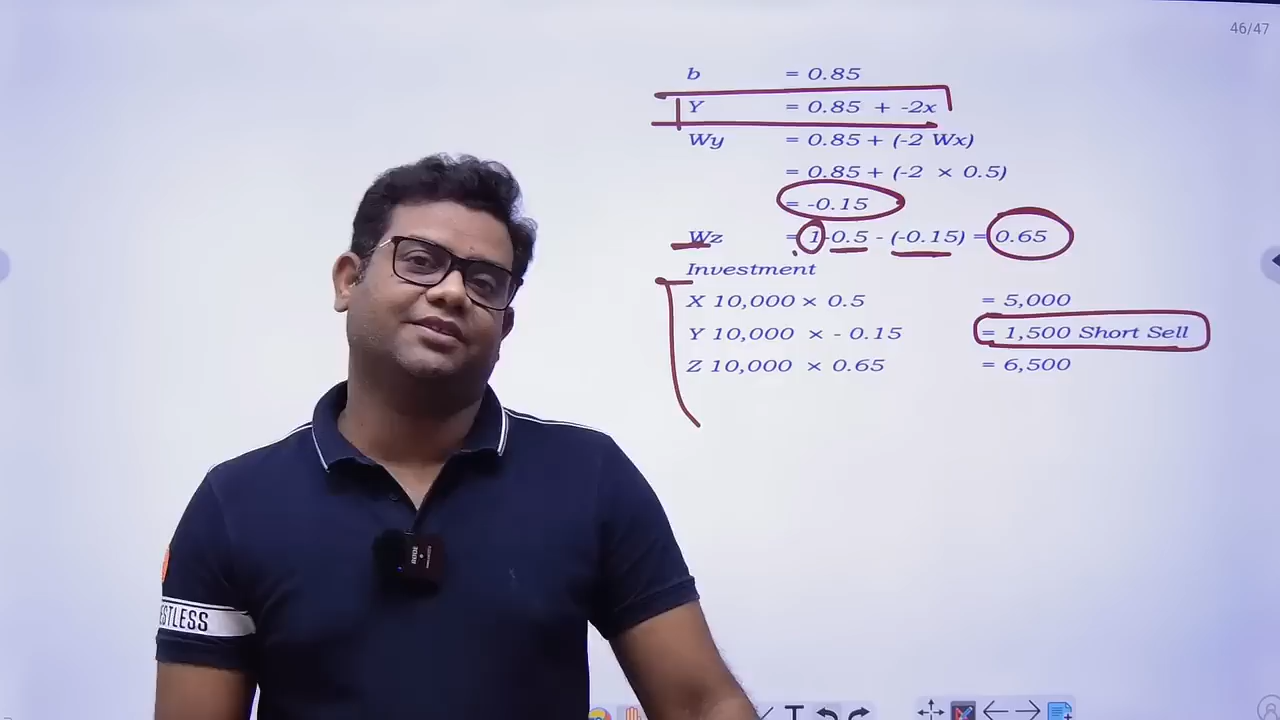 46/47
b = 0.85
Y = 0.85 + -2x
Wy = 0.85 + (-2 Wx)
= 0.85 + (-2 × 0.5)
= -0.15
Wz = 1-0.5 - (-0.15) = 0.65
Investment
X 10,000 × 0.5 = 5,000
Y 10,000 × - 0.15 = 1,500 Short Sell
Z 10,000 × 0.65 = 6,500
RODE
ESTLESS
T